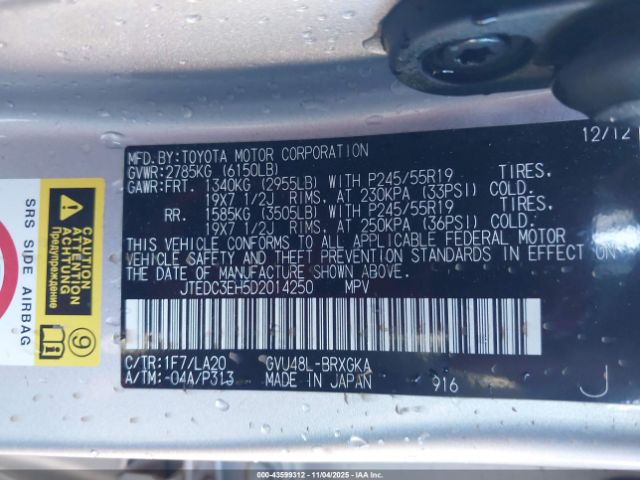 12/12
MFD.BY:TOYOTA MOTOR CORPORATION
GVWR:2785KG (6150LB)
GAWR:FRT. 1340KG (2955LB) WITH P245/55R19 TIRES,
19X7 1/2J RIMS, AT 230KPA (33PSI) COLD.
RR. 1585KG (3505LB) WITH P245/55R19 TIRES,
19X7 1/2J RIMS, AT 250KPA (36PSI) COLD.
THIS VEHICLE CONFORMS TO ALL APPLICABLE FEDERAL MOTOR
VEHICLE SAFETY AND THEFT PREVENTION STANDARDS IN EFFECT ON
THE DATE OF MANUFACTURE SHOWN ABOVE.
JTEDC3EH5D2014250 MPV
C/TR:1F7/LA20 GVU48L-BRXGKA
A/TM:-04A/P313 MADE IN JAPAN 916 J
SRS SIDE AIRBAG
CAUTION
ATTENTION
ACHTUNG
Предупреждение
9
000-43599312 - 11/04/2025 - IAAI.COM